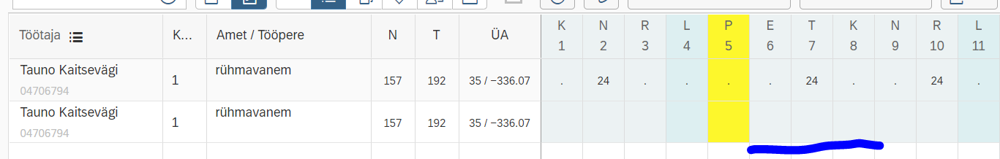 Töötaja K... Amet / Tööpere N T ÜA K N R L P E T K N R L
1 2 3 4 5 6 7 8 9 10 11
Tauno Kaitsevägi 1 rühmavanem 157 192 35 / −336.07 . 24 . . . . 24 . . 24 .
04706794
Tauno Kaitsevägi 1 rühmavanem 157 192 35 / −336.07
04706794